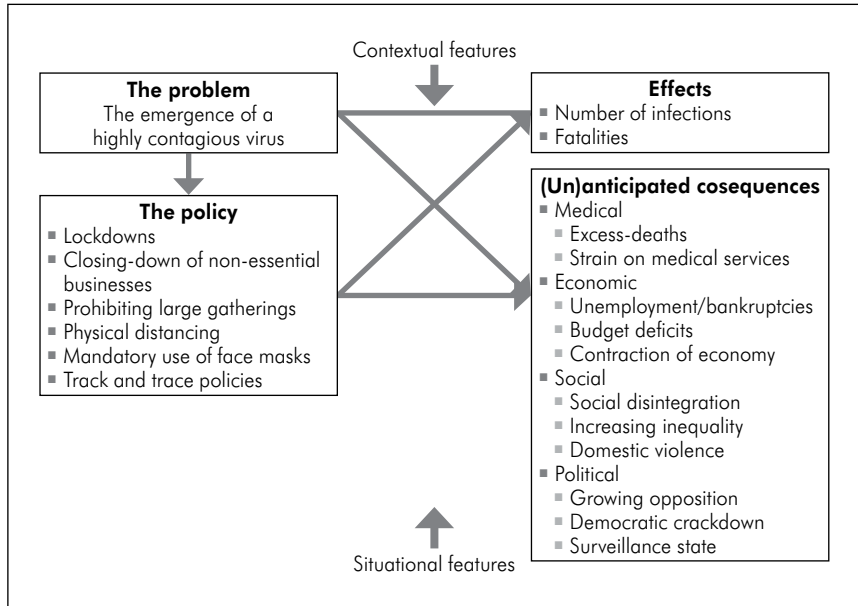 Contextual features
The problem
The emergence of a
highly contagious virus
The policy
Lockdowns
Closing-down of non-essential
businesses
Prohibiting large gatherings
Physical distancing
Mandatory use of face masks
Track and trace policies
Effects
Number of infections
Fatalities
(Un)anticipated cosequences
Medical
Excess-deaths
Strain on medical services
Economic
Unemployment/bankruptcies
Budget deficits
Contraction of economy
Social
Social disintegration
Increasing inequality
Domestic violence
Political
Growing opposition
Democratic crackdown
Surveillance state
Situational features